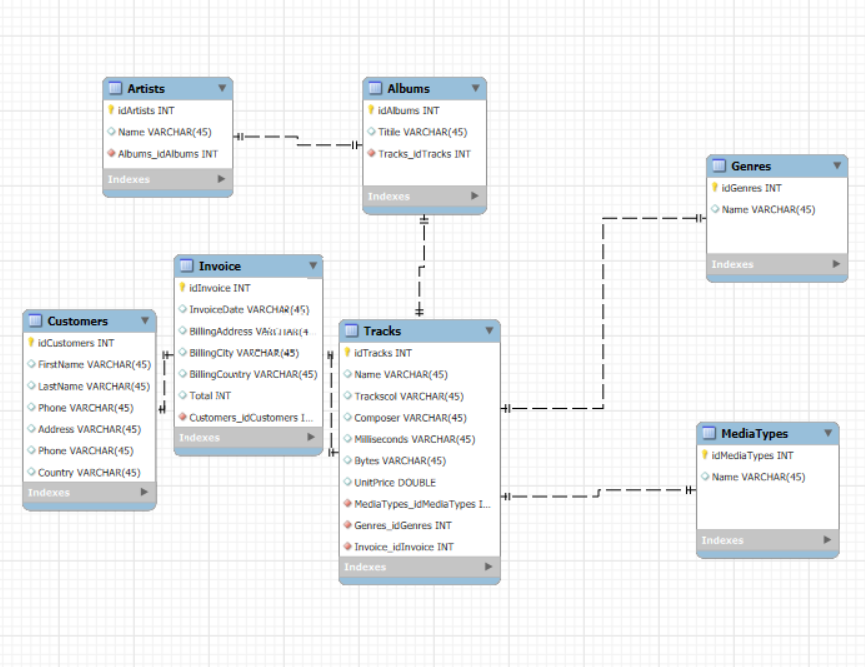 Artists
idArtists INT
Name VARCHAR(45)
Albums_idAlbums INT
Indexes
Albums
idAlbums INT
Titile VARCHAR(45)
Tracks_idTracks INT
Indexes
Genres
idGenres INT
Name VARCHAR(45)
Indexes
Invoice
idInvoice INT
InvoiceDate VARCHAR(45)
BillingAddress VARCHAR(4...
BillingCity VARCHAR(45)
BillingCountry VARCHAR(45)
Total INT
Customers_idCustomers I...
Indexes
Customers
idCustomers INT
FirstName VARCHAR(45)
LastName VARCHAR(45)
Phone VARCHAR(45)
Address VARCHAR(45)
Phone VARCHAR(45)
Country VARCHAR(45)
Indexes
Tracks
idTracks INT
Name VARCHAR(45)
Trackscol VARCHAR(45)
Composer VARCHAR(45)
Milliseconds VARCHAR(45)
Bytes VARCHAR(45)
UnitPrice DOUBLE
MediaTypes_idMediaTypes I...
Genres_idGenres INT
Invoice_idInvoice INT
Indexes
MediaTypes
idMediaTypes INT
Name VARCHAR(45)
Indexes